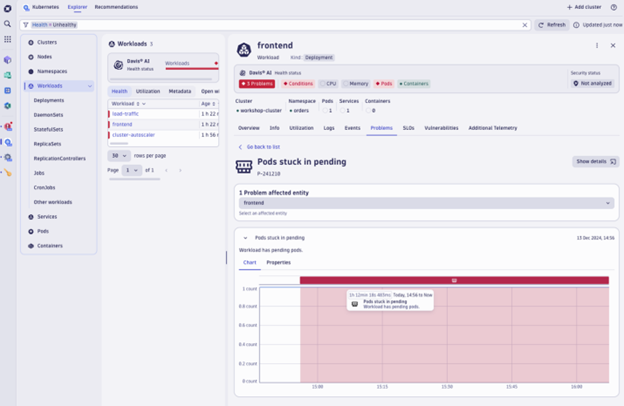 Kubernetes Explorer Recommendations
+ Add cluster
Health = Unhealthy
Refresh
Updated just now
Clusters
Nodes
Namespaces
Workloads
Deployments
DaemonSets
StatefulSets
ReplicaSets
ReplicationControllers
Jobs
CronJobs
Other workloads
Services
Pods
Containers
Workloads 3
Davis® AI
Health status
Workloads
Health Utilization Metadata Open wi
Workload Age
load-traffic 1 h 22
frontend 1 h 22
cluster-autoscaler 1 h 56
50 rows per page
Page 1 of 1
frontend
Workload Kind Deployment
Davis® AI Health status
3 Problems Conditions CPU Memory Pods Containers
Security status
Not analyzed
Cluster Namespace Pods Services Containers
workshop-cluster orders 1 1 0
Overview Info Utilization Logs Events Problems SLOs Vulnerabilities Additional Telemetry
Go back to list
Pods stuck in pending
P-241210
Show details
1 Problem affected entity
frontend
Select an affected entity
Pods stuck in pending
13 Dec 2024, 14:56
Workload has pending pods.
Chart Properties
1 count
0.8 count
0.6 count
0.4 count
0.2 count
0 count
Today, 14:56 to Now
Pods stuck in pending
Workload has pending pods.
15:00 15:15 15:30 15:45 16:00